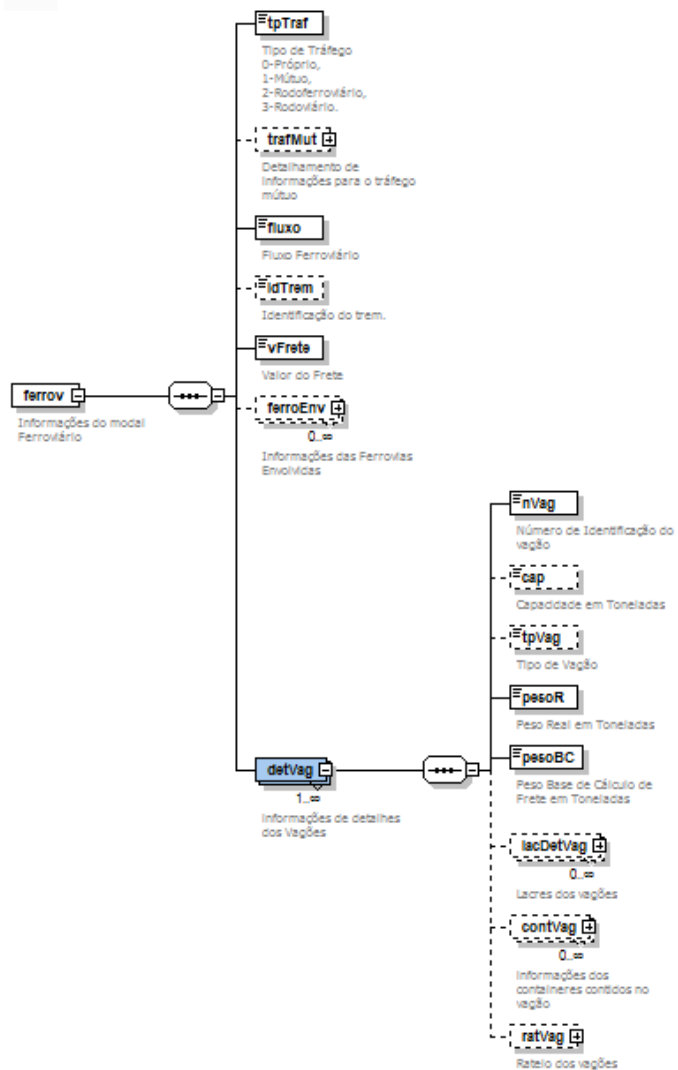 tpTraf
Tipo de Tráfego
0-Próprio,
1-Mútuo,
2-Rodoferroviário,
3-Rodoviário.
trafMut
Detalhamento de
informações para o tráfego
mútuo
fluxo
Fluxo Ferroviário
idTrem
Identificação do trem.
vFrete
Valor do Frete
ferrov
Informações do modal
Ferroviário
ferroEnv
0..∞
Informações das Ferrovias
Envolvidas
detVag
1..∞
Informações de detalhes
dos Vagões
nVag
Número de Identificação do
vagão
cap
Capacidade em Toneladas
tpVag
Tipo de Vagão
pesoR
Peso Real em Toneladas
pesoBC
Peso Base de Cálculo de
Frete em Toneladas
lacDetVag
0..∞
Lacres dos vagões
contVag
0..∞
Informações dos
containeres contidos no
vagão
ratVag
Rateio dos vagões